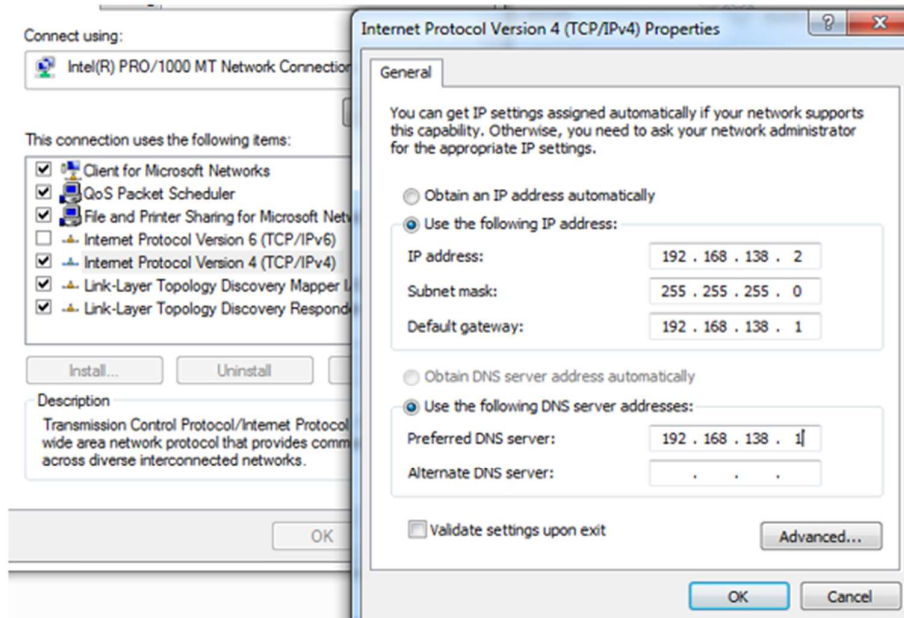 Connect using:
Intel(R) PRO/1000 MT Network Connection
This connection uses the following items:
Client for Microsoft Networks
QoS Packet Scheduler
File and Printer Sharing for Microsoft Netw
Internet Protocol Version 6 (TCP/IPv6)
Internet Protocol Version 4 (TCP/IPv4)
Link-Layer Topology Discovery Mapper I/
Link-Layer Topology Discovery Responde
Install...
Uninstall
Description
Transmission Control Protocol/Internet Protocol
wide area network protocol that provides comm
across diverse interconnected networks.
OK
Internet Protocol Version 4 (TCP/IPv4) Properties
General
You can get IP settings assigned automatically if your network supports
this capability. Otherwise, you need to ask your network administrator
for the appropriate IP settings.
Obtain an IP address automatically
Use the following IP address:
IP address: 192 . 168 . 138 . 2
Subnet mask: 255 . 255 . 255 . 0
Default gateway: 192 . 168 . 138 . 1
Obtain DNS server address automatically
Use the following DNS server addresses:
Preferred DNS server: 192 . 168 . 138 . 1
Alternate DNS server: . . .
Validate settings upon exit
Advanced...
OK
Cancel